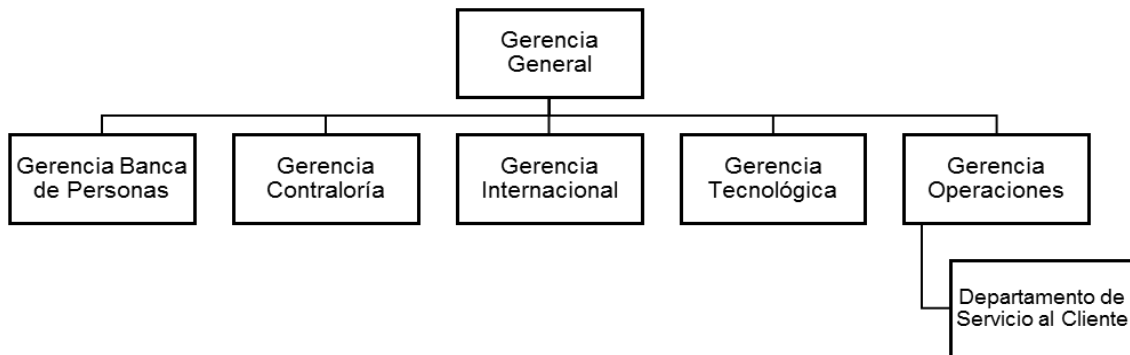 Gerencia
General
Gerencia Banca
de Personas
Gerencia
Contraloría
Gerencia
Internacional
Gerencia
Tecnológica
Gerencia
Operaciones
Departamento de
Servicio al Cliente